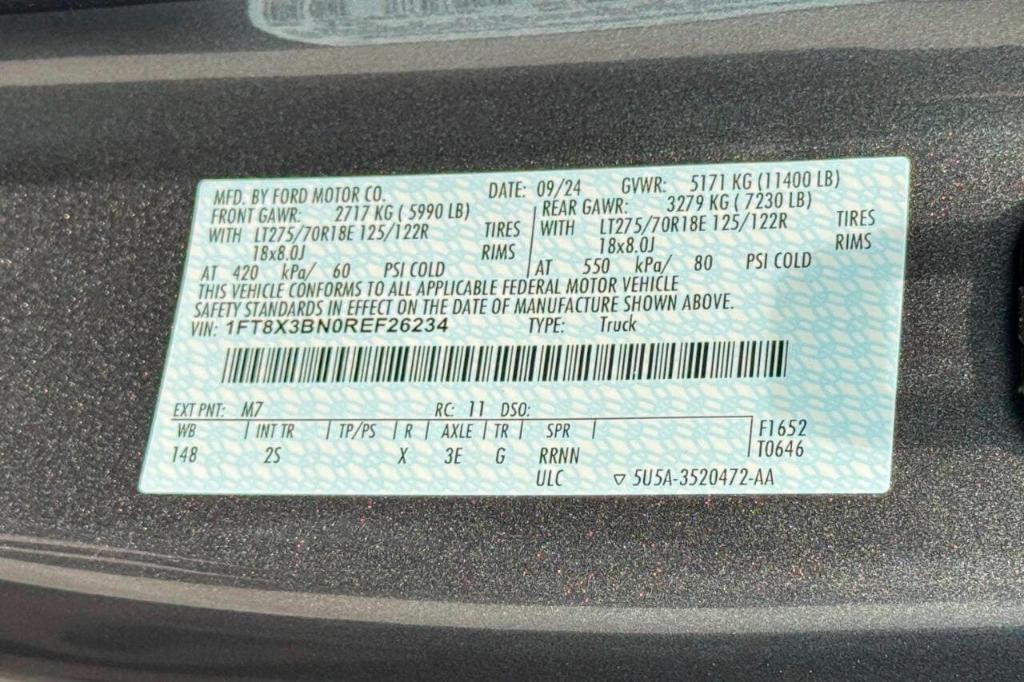 MFD. BY FORD MOTOR CO. DATE: 09/24 GVWR: 5171 KG (11400 LB)
FRONT GAWR: 2717 KG ( 5990 LB) REAR GAWR: 3279 KG ( 7230 LB)
WITH LT275/70R18E 125/122R TIRES WITH LT275/70R18E 125/122R TIRES
18x8.0J RIMS 18x8.0J RIMS
AT 420 kPa/ 60 PSI COLD AT 550 kPa/ 80 PSI COLD
THIS VEHICLE CONFORMS TO ALL APPLICABLE FEDERAL MOTOR VEHICLE
SAFETY STANDARDS IN EFFECT ON THE DATE OF MANUFACTURE SHOWN ABOVE.
VIN: 1FT8X3BN0REF26234 TYPE: Truck
EXT PNT: M7 RC: 11 DSO:
WB INT TR TP/PS R AXLE TR SPR F1652
148 2S X 3E G RRNN T0646
ULC ▽ 5U5A-3520472-AA